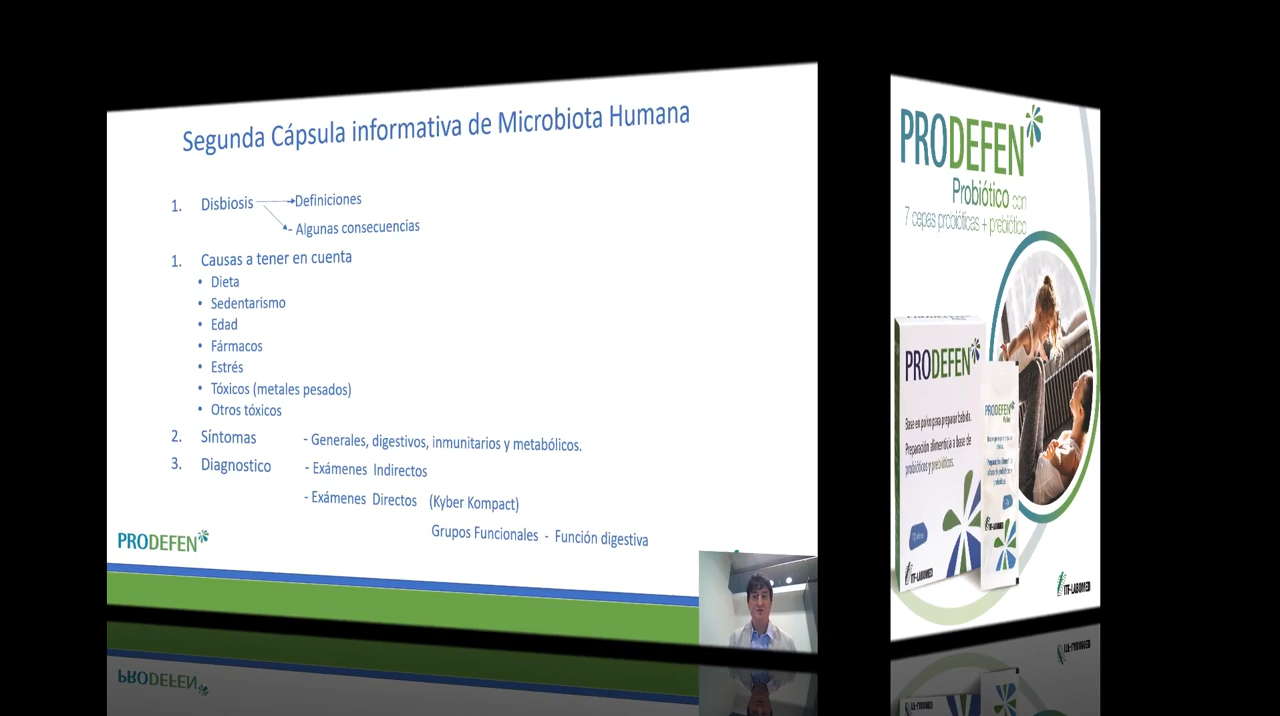 Segunda Cápsula informativa de Microbiota Humana
1. Disbiosis Definiciones
- Algunas consecuencias
1. Causas a tener en cuenta
• Dieta
• Sedentarismo
• Edad
• Fármacos
• Estrés
• Tóxicos (metales pesados)
• Otros tóxicos
2. Síntomas - Generales, digestivos, inmunitarios y metabólicos.
3. Diagnostico - Exámenes Indirectos
- Exámenes Directos (Kyber Kompact)
Grupos Funcionales - Función digestiva
PRODEFEN
PRODEFEN
Probiótico con
7 cepas probióticas + prebiótico
PRODEFEN
Base en polvo para preparar bebida.
Preparación alimenticia a base de
probióticos y prebióticos.
ITF-LABOMED
PRODEFEN
ITF-LABOMED